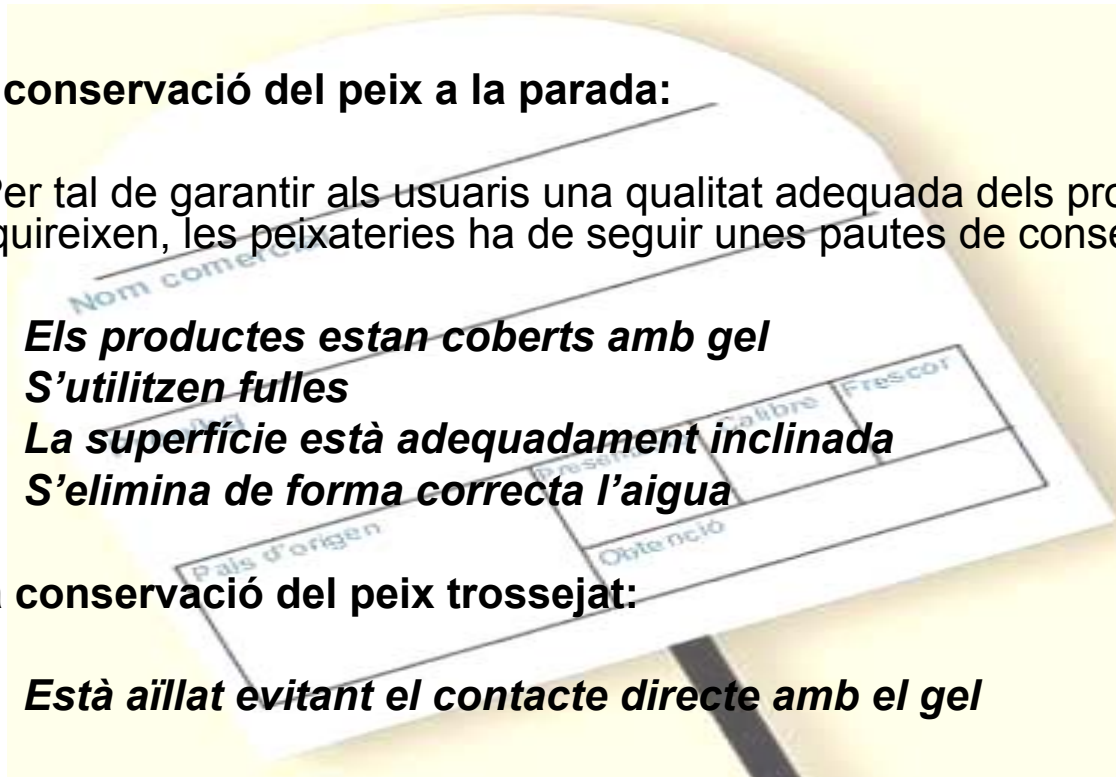 conservació del peix a la parada:
Per tal de garantir als usuaris una qualitat adequada dels pro
quireixen, les peixateries ha de seguir unes pautes de conse
Nom comercial
Els productes estan coberts amb gel
S’utilitzen fulles
La superfície està adequadament inclinada
S’elimina de forma correcta l’aigua
Calibre
Frescor
País d'origen
Obtenció
conservació del peix trossejat:
Està aïllat evitant el contacte directe amb el gel